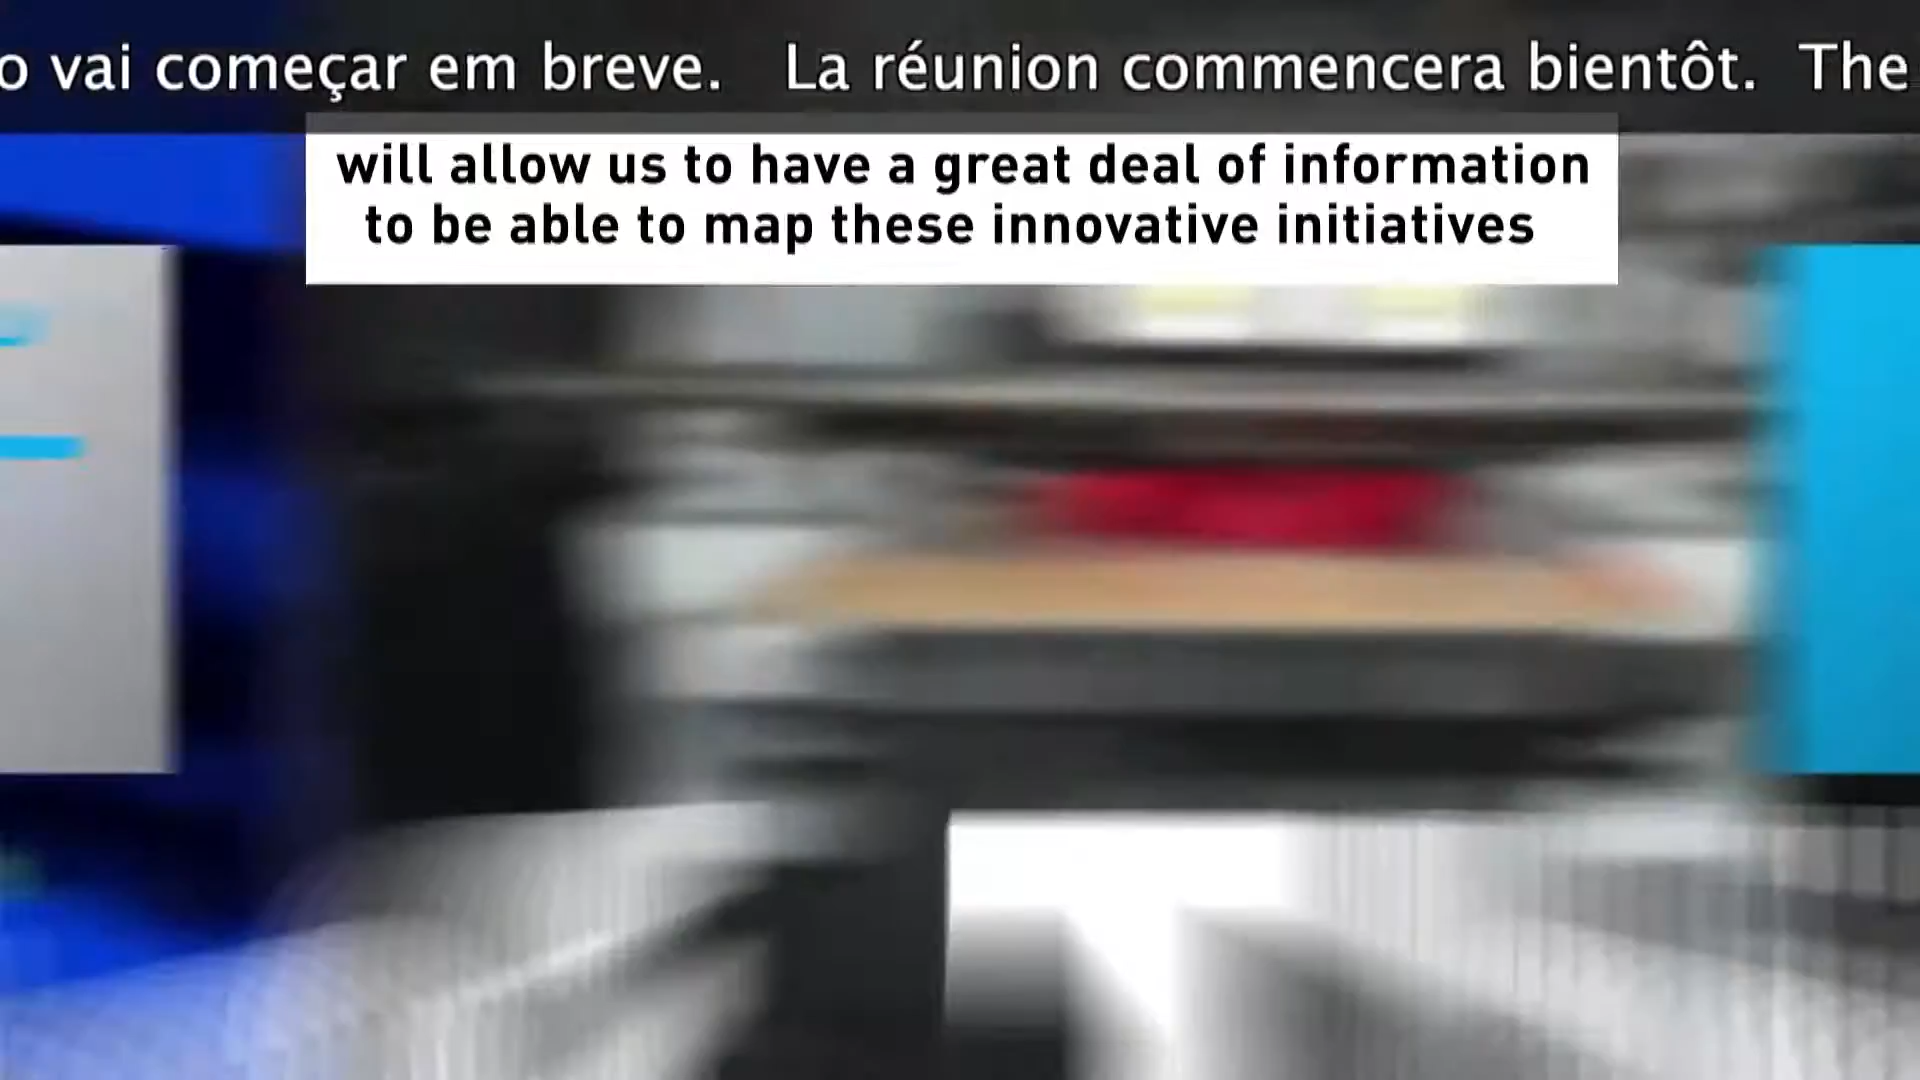 o vai começar em breve. La réunion commencera bientôt. The
will allow us to have a great deal of information
to be able to map these innovative initiatives